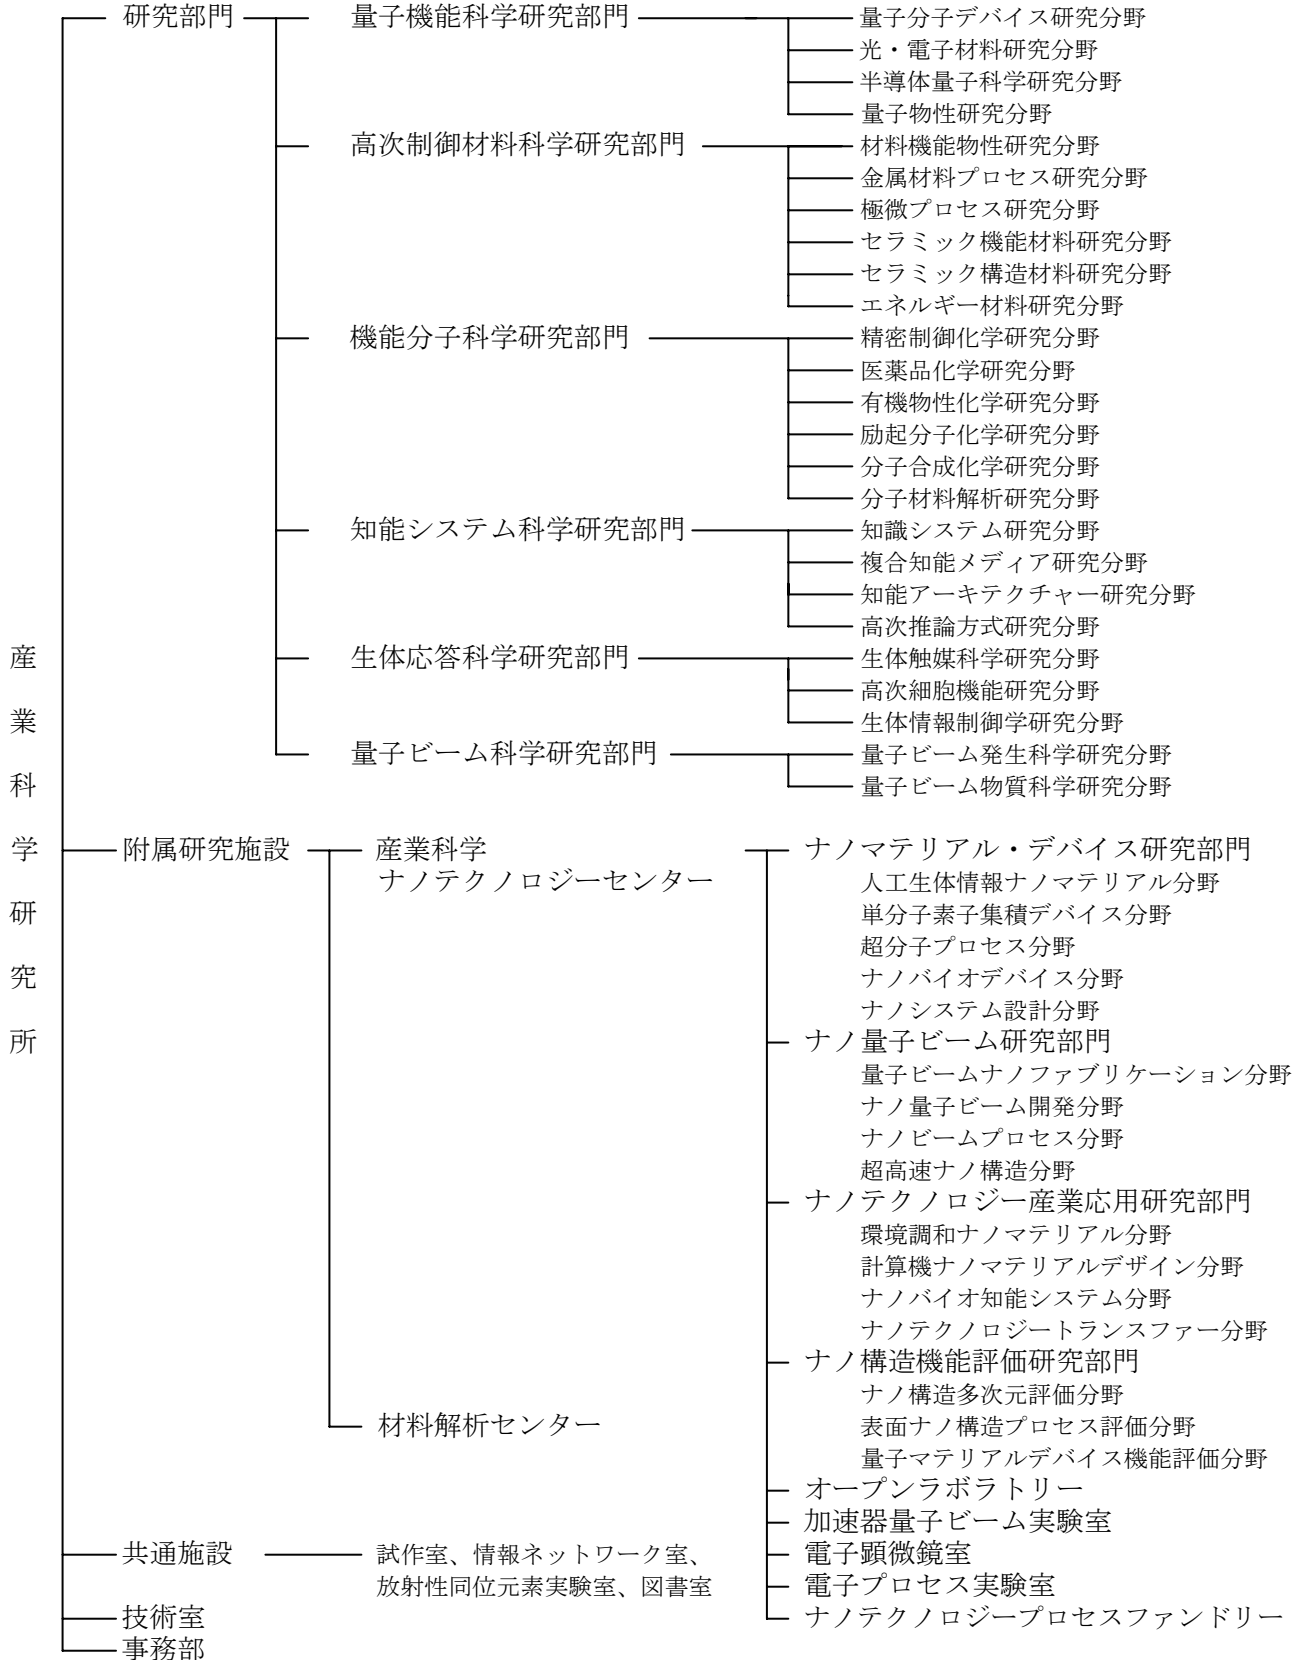 産業科学研究所
研究部門
量子機能科学研究部門
量子分子デバイス研究分野
光・電子材料研究分野
半導体量子科学研究分野
量子物性研究分野
高次制御材料科学研究部門
材料機能物性研究分野
金属材料プロセス研究分野
極微プロセス研究分野
セラミック機能材料研究分野
セラミック構造材料研究分野
エネルギー材料研究分野
機能分子科学研究部門
精密制御化学研究分野
医薬品化学研究分野
有機物性化学研究分野
励起分子化学研究分野
分子合成化学研究分野
分子材料解析研究分野
知能システム科学研究部門
知識システム研究分野
複合知能メディア研究分野
知能アーキテクチャー研究分野
高次推論方式研究分野
生体応答科学研究部門
生体触媒科学研究分野
高次細胞機能研究分野
生体情報制御学研究分野
量子ビーム科学研究部門
量子ビーム発生科学研究分野
量子ビーム物質科学研究分野
附属研究施設
産業科学
ナノテクノロジーセンター
ナノマテリアル・デバイス研究部門
人工生体情報ナノマテリアル分野
単分子素子集積デバイス分野
超分子プロセス分野
ナノバイオデバイス分野
ナノシステム設計分野
ナノ量子ビーム研究部門
量子ビームナノファブリケーション分野
ナノ量子ビーム開発分野
ナノビームプロセス分野
超高速ナノ構造分野
ナノテクノロジー産業応用研究部門
環境調和ナノマテリアル分野
計算機ナノマテリアルデザイン分野
ナノバイオ知能システム分野
ナノテクノロジートランスファー分野
ナノ構造機能評価研究部門
ナノ構造多次元評価分野
表面ナノ構造プロセス評価分野
量子マテリアルデバイス機能評価分野
オープンラボラトリー
加速器量子ビーム実験室
電子顕微鏡室
電子プロセス実験室
ナノテクノロジープロセスファンドリー
材料解析センター
共通施設
試作室、情報ネットワーク室、
放射性同位元素実験室、図書室
技術室
事務部